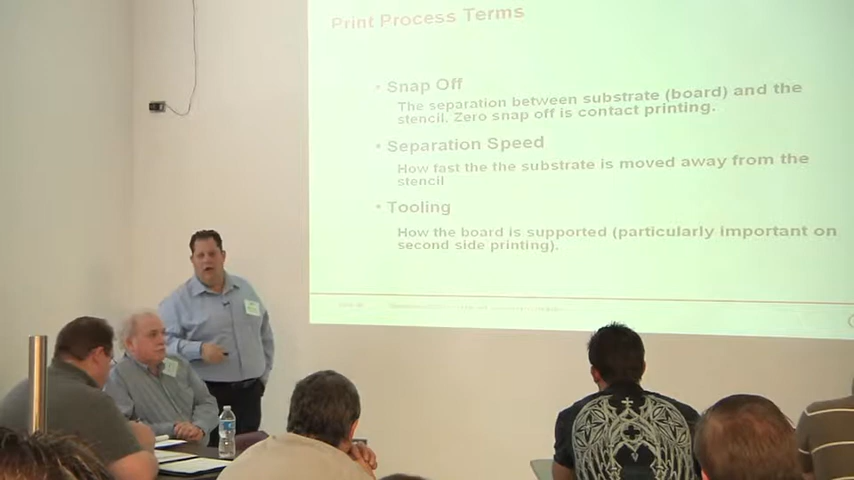 Print Process Terms
• Snap Off
The separation between substrate (board) and the
stencil. Zero snap off is contact printing.
• Separation Speed
How fast the the substrate is moved away from the
stencil
• Tooling
How the board is supported (particularly important on
second side printing).